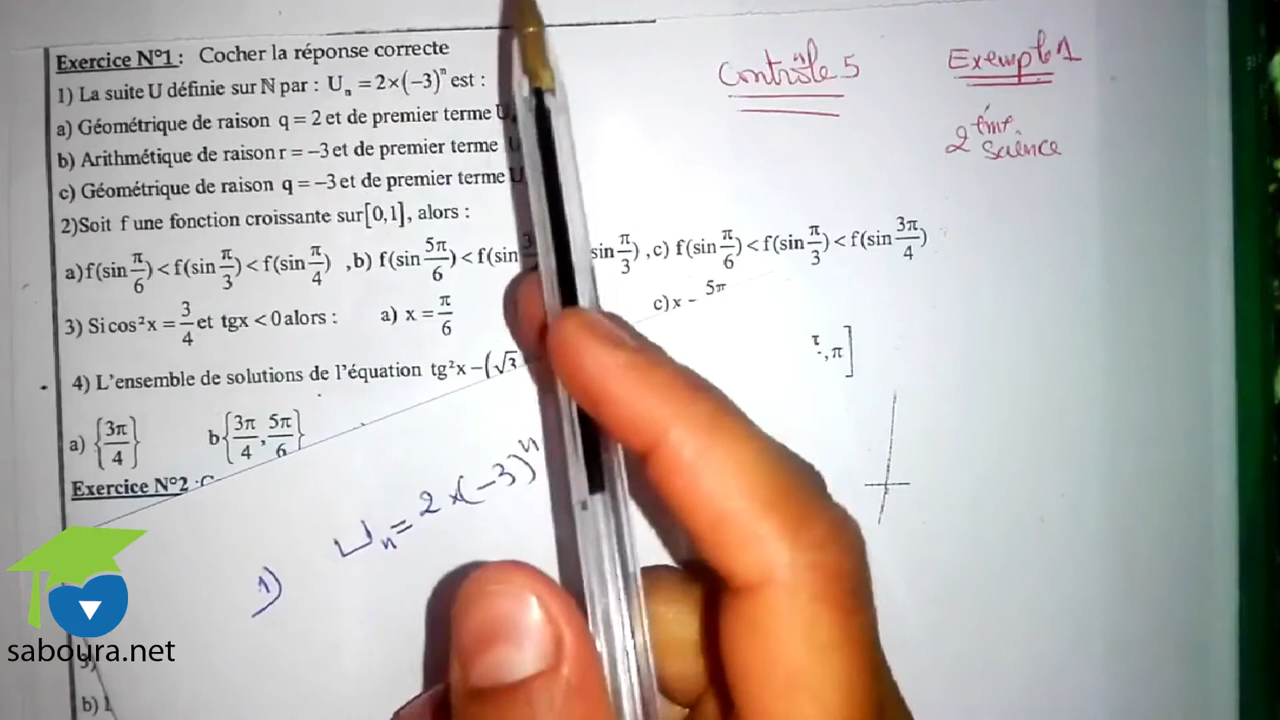 Exercice N°1 : Cocher la réponse correcte
1) La suite U définie sur ℕ par : Uₙ = 2×(−3)ⁿ est :
a) Géométrique de raison q = 2 et de premier terme
b) Arithmétique de raison r = −3 et de premier terme
c) Géométrique de raison q = −3 et de premier terme
2)Soit f une fonction croissante sur [0,1], alors :
a) f(sin π/6) < f(sin π/3) < f(sin π/4) , b) f(sin 5π/6) < f(sin sin π/3) , c) f(sin π/6) < f(sin π/3) < f(sin 3π/4)
3) Si cos²x = 3/4 et tgx < 0 alors : a) x = π/6 c) x - 5π
4) L'ensemble de solutions de l'équation tg²x −(√3 , π]
a) {3π/4} b {3π/4, 5π/6}
Exercice N°2
Contrôle n°5
Exemple 1
2ème Science
1) Uₙ = 2×(−3)ⁿ
saboura.net
b)